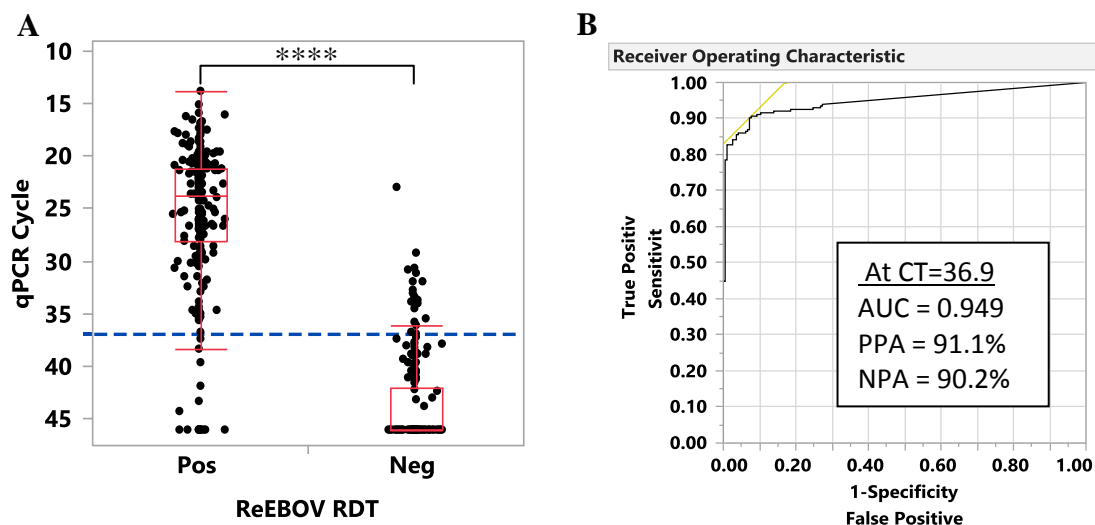 A
10
15
20
25
30
35
40
45
qPCR Cycle
****
Pos
Neg
ReEBOV RDT
B
Receiver Operating Characteristic
1.00
0.90
0.80
0.70
0.60
0.50
0.40
0.30
0.20
0.10
0.00
True Positiv
Sensitivit
At CT=36.9
AUC = 0.949
PPA = 91.1%
NPA = 90.2%
0.00
0.20
0.40
0.60
0.80
1.00
1-Specificity
False Positive